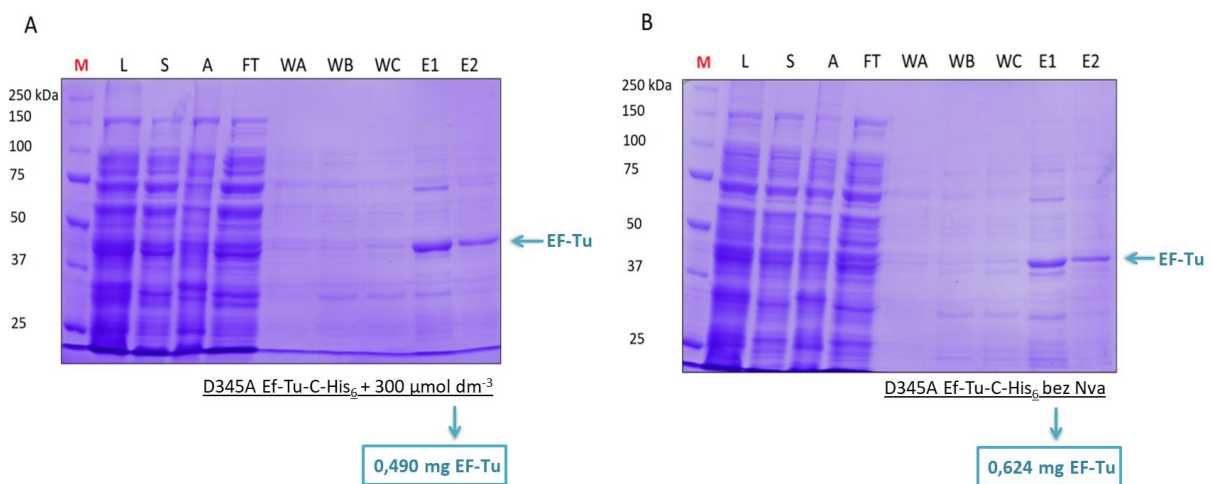 A
M L S A FT WA WB WC E1 E2
250 kDa
150
100
75
50
37
25
EF-Tu
D345A Ef-Tu-C-His₆ + 300 µmol dm⁻³
0,490 mg EF-Tu
B
M L S A FT WA WB WC E1 E2
250 kDa
150
100
75
50
37
25
EF-Tu
D345A Ef-Tu-C-His₆ bez Nva
0,624 mg EF-Tu